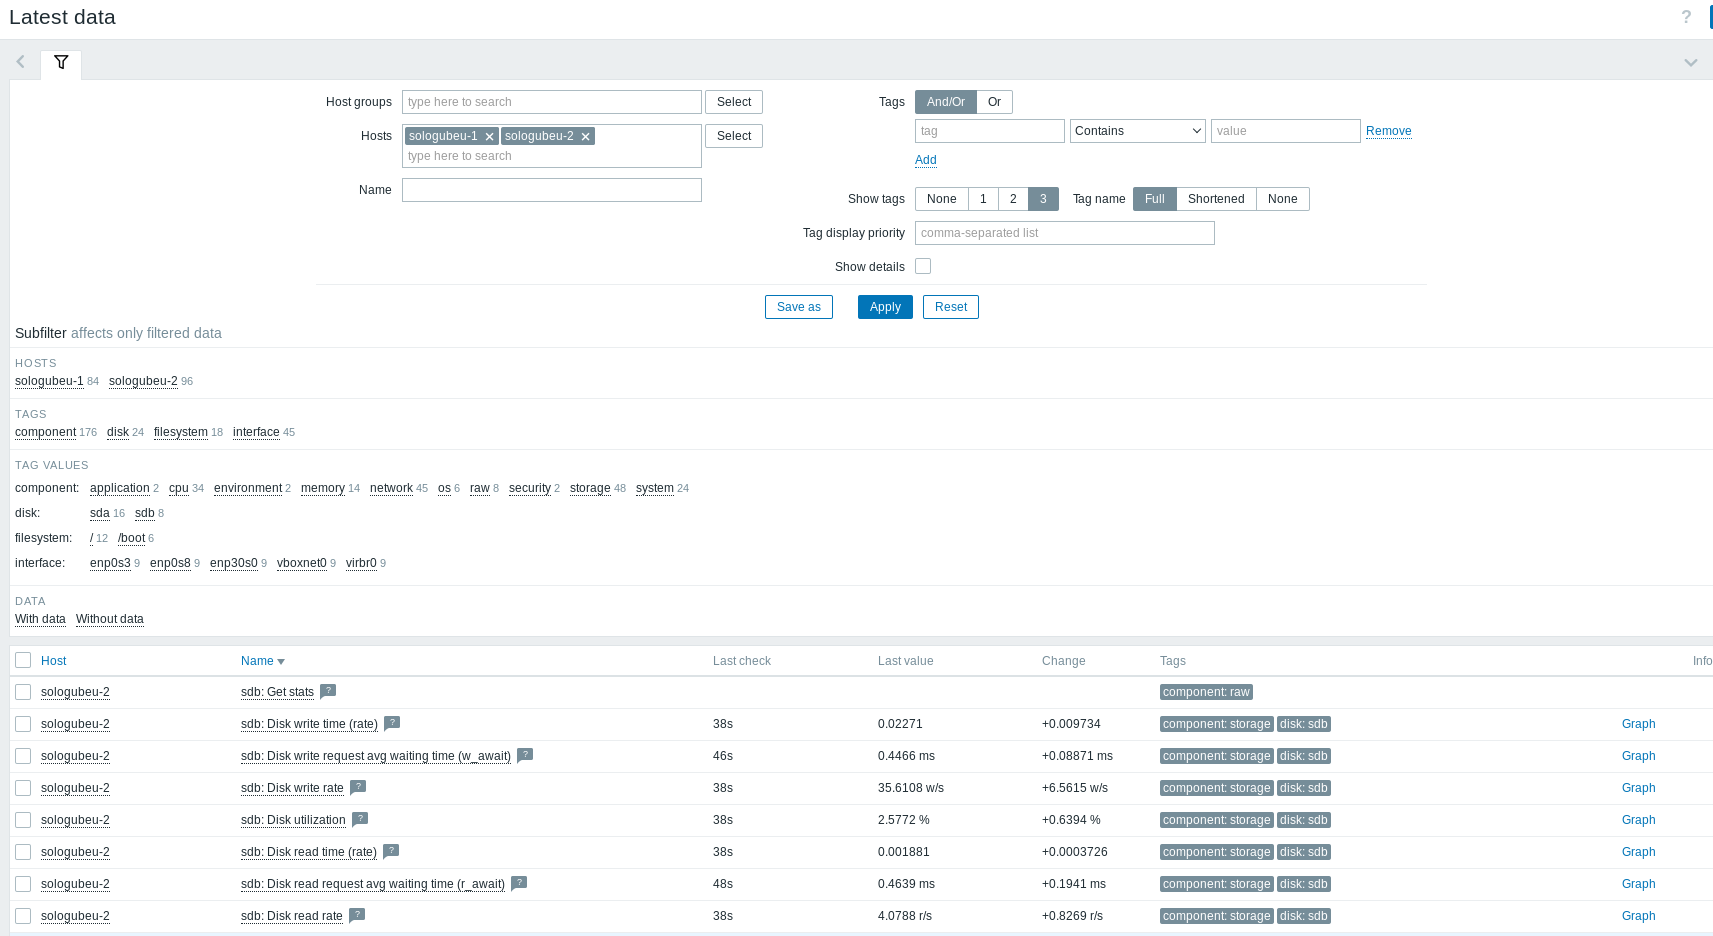 Latest data ?
Host groups type here to search Select Tags And/Or Or
Hosts sologubeu-1 sologubeu-2 Select tag Contains value Remove
type here to search
Add
Name
Show tags None 1 2 3 Tag name Full Shortened None
Tag display priority comma-separated list
Show details
Save as Apply Reset
Subfilter affects only filtered data
HOSTS
sologubeu-1 84 sologubeu-2 96
TAGS
component 176 disk 24 filesystem 18 interface 45
TAG VALUES
component: application 2 cpu 34 environment 2 memory 14 network 45 os 6 raw 8 security 2 storage 48 system 24
disk: sda 16 sdb 8
filesystem: / 12 /boot 6
interface: enp0s3 9 enp0s8 9 enp30s0 9 vboxnet0 9 virbr0 9
DATA
With data Without data
Host Name Last check Last value Change Tags Info
sologubeu-2 sdb: Get stats ? component: raw
sologubeu-2 sdb: Disk write time (rate) ? 38s 0.02271 +0.009734 component: storage disk: sdb Graph
sologubeu-2 sdb: Disk write request avg waiting time (w_await) ? 46s 0.4466 ms +0.08871 ms component: storage disk: sdb Graph
sologubeu-2 sdb: Disk write rate ? 38s 35.6108 w/s +6.5615 w/s component: storage disk: sdb Graph
sologubeu-2 sdb: Disk utilization ? 38s 2.5772 % +0.6394 % component: storage disk: sdb Graph
sologubeu-2 sdb: Disk read time (rate) ? 38s 0.001881 +0.0003726 component: storage disk: sdb Graph
sologubeu-2 sdb: Disk read request avg waiting time (r_await) ? 48s 0.4639 ms +0.1941 ms component: storage disk: sdb Graph
sologubeu-2 sdb: Disk read rate ? 38s 4.0788 r/s +0.8269 r/s component: storage disk: sdb Graph